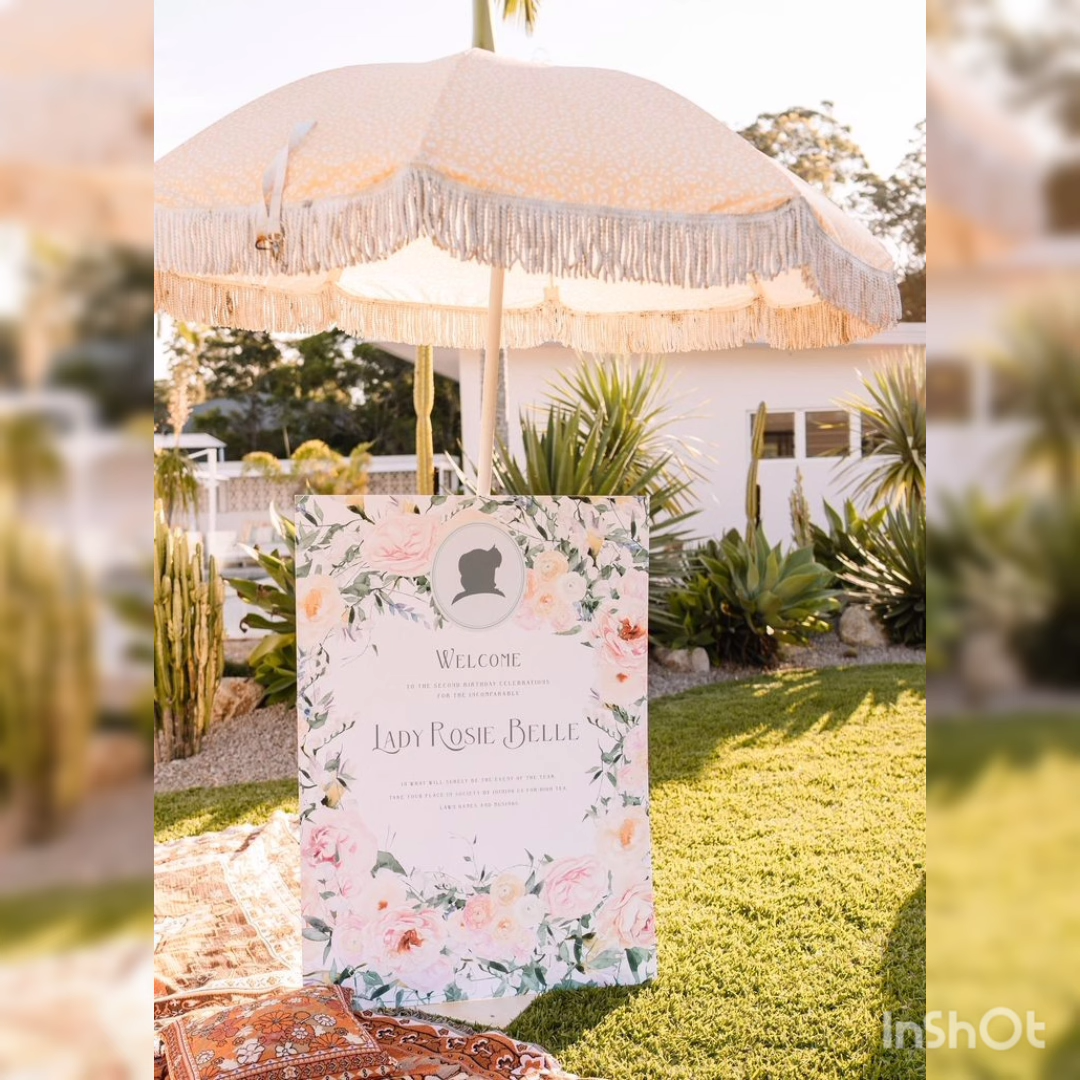 WELCOME
TO THE SECOND BIRTHDAY CELEBRATIONS
FOR THE INCOMPARABLE
LADY ROSIE BELLE
IN WHAT WILL SURELY BE THE EVENT OF THE YEAR
TAKE YOUR PLACE IN SOCIETY BY JOINING US FOR HIGH TEA
LAWN GAMES AND
InShOt